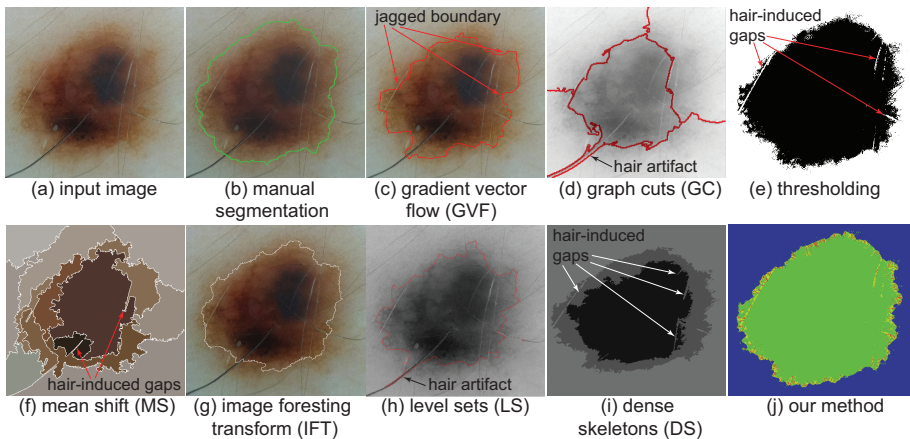 jagged boundary
hair-induced
gaps
hair artifact
(a) input image
(b) manual
segmentation
(c) gradient vector
flow (GVF)
(d) graph cuts (GC)
(e) thresholding
hair-induced gaps
hair artifact
hair-induced
gaps
(f) mean shift (MS)
(g) image foresting
transform (IFT)
(h) level sets (LS)
(i) dense
skeletons (DS)
(j) our method